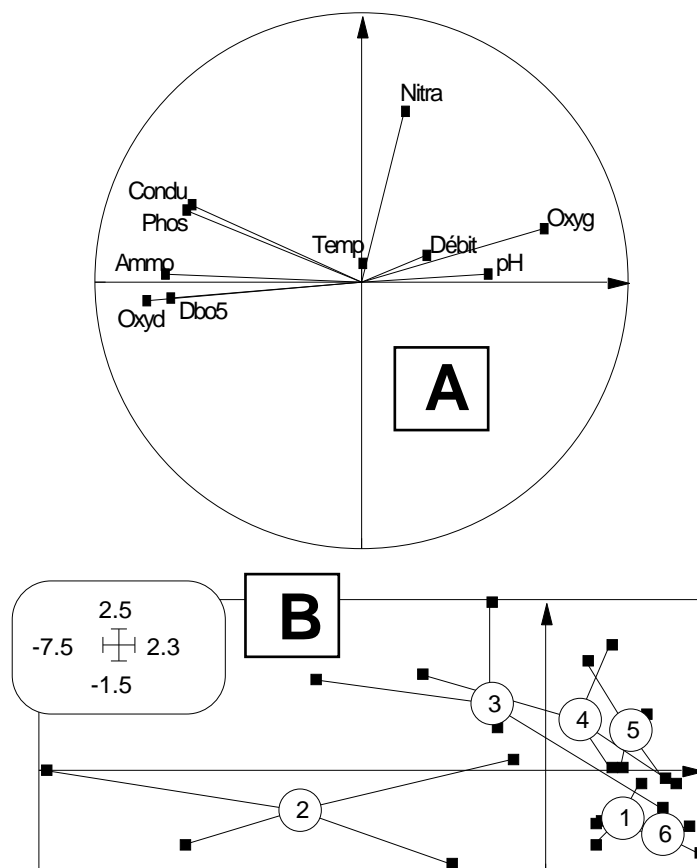 Nitra
Condu
Phos
Oxyg
Temp
Débit
Ammo
pH
Oxyd
Dbo5
A
B
2.5
-7.5
2.3
-1.5
3
4
5
2
1
6